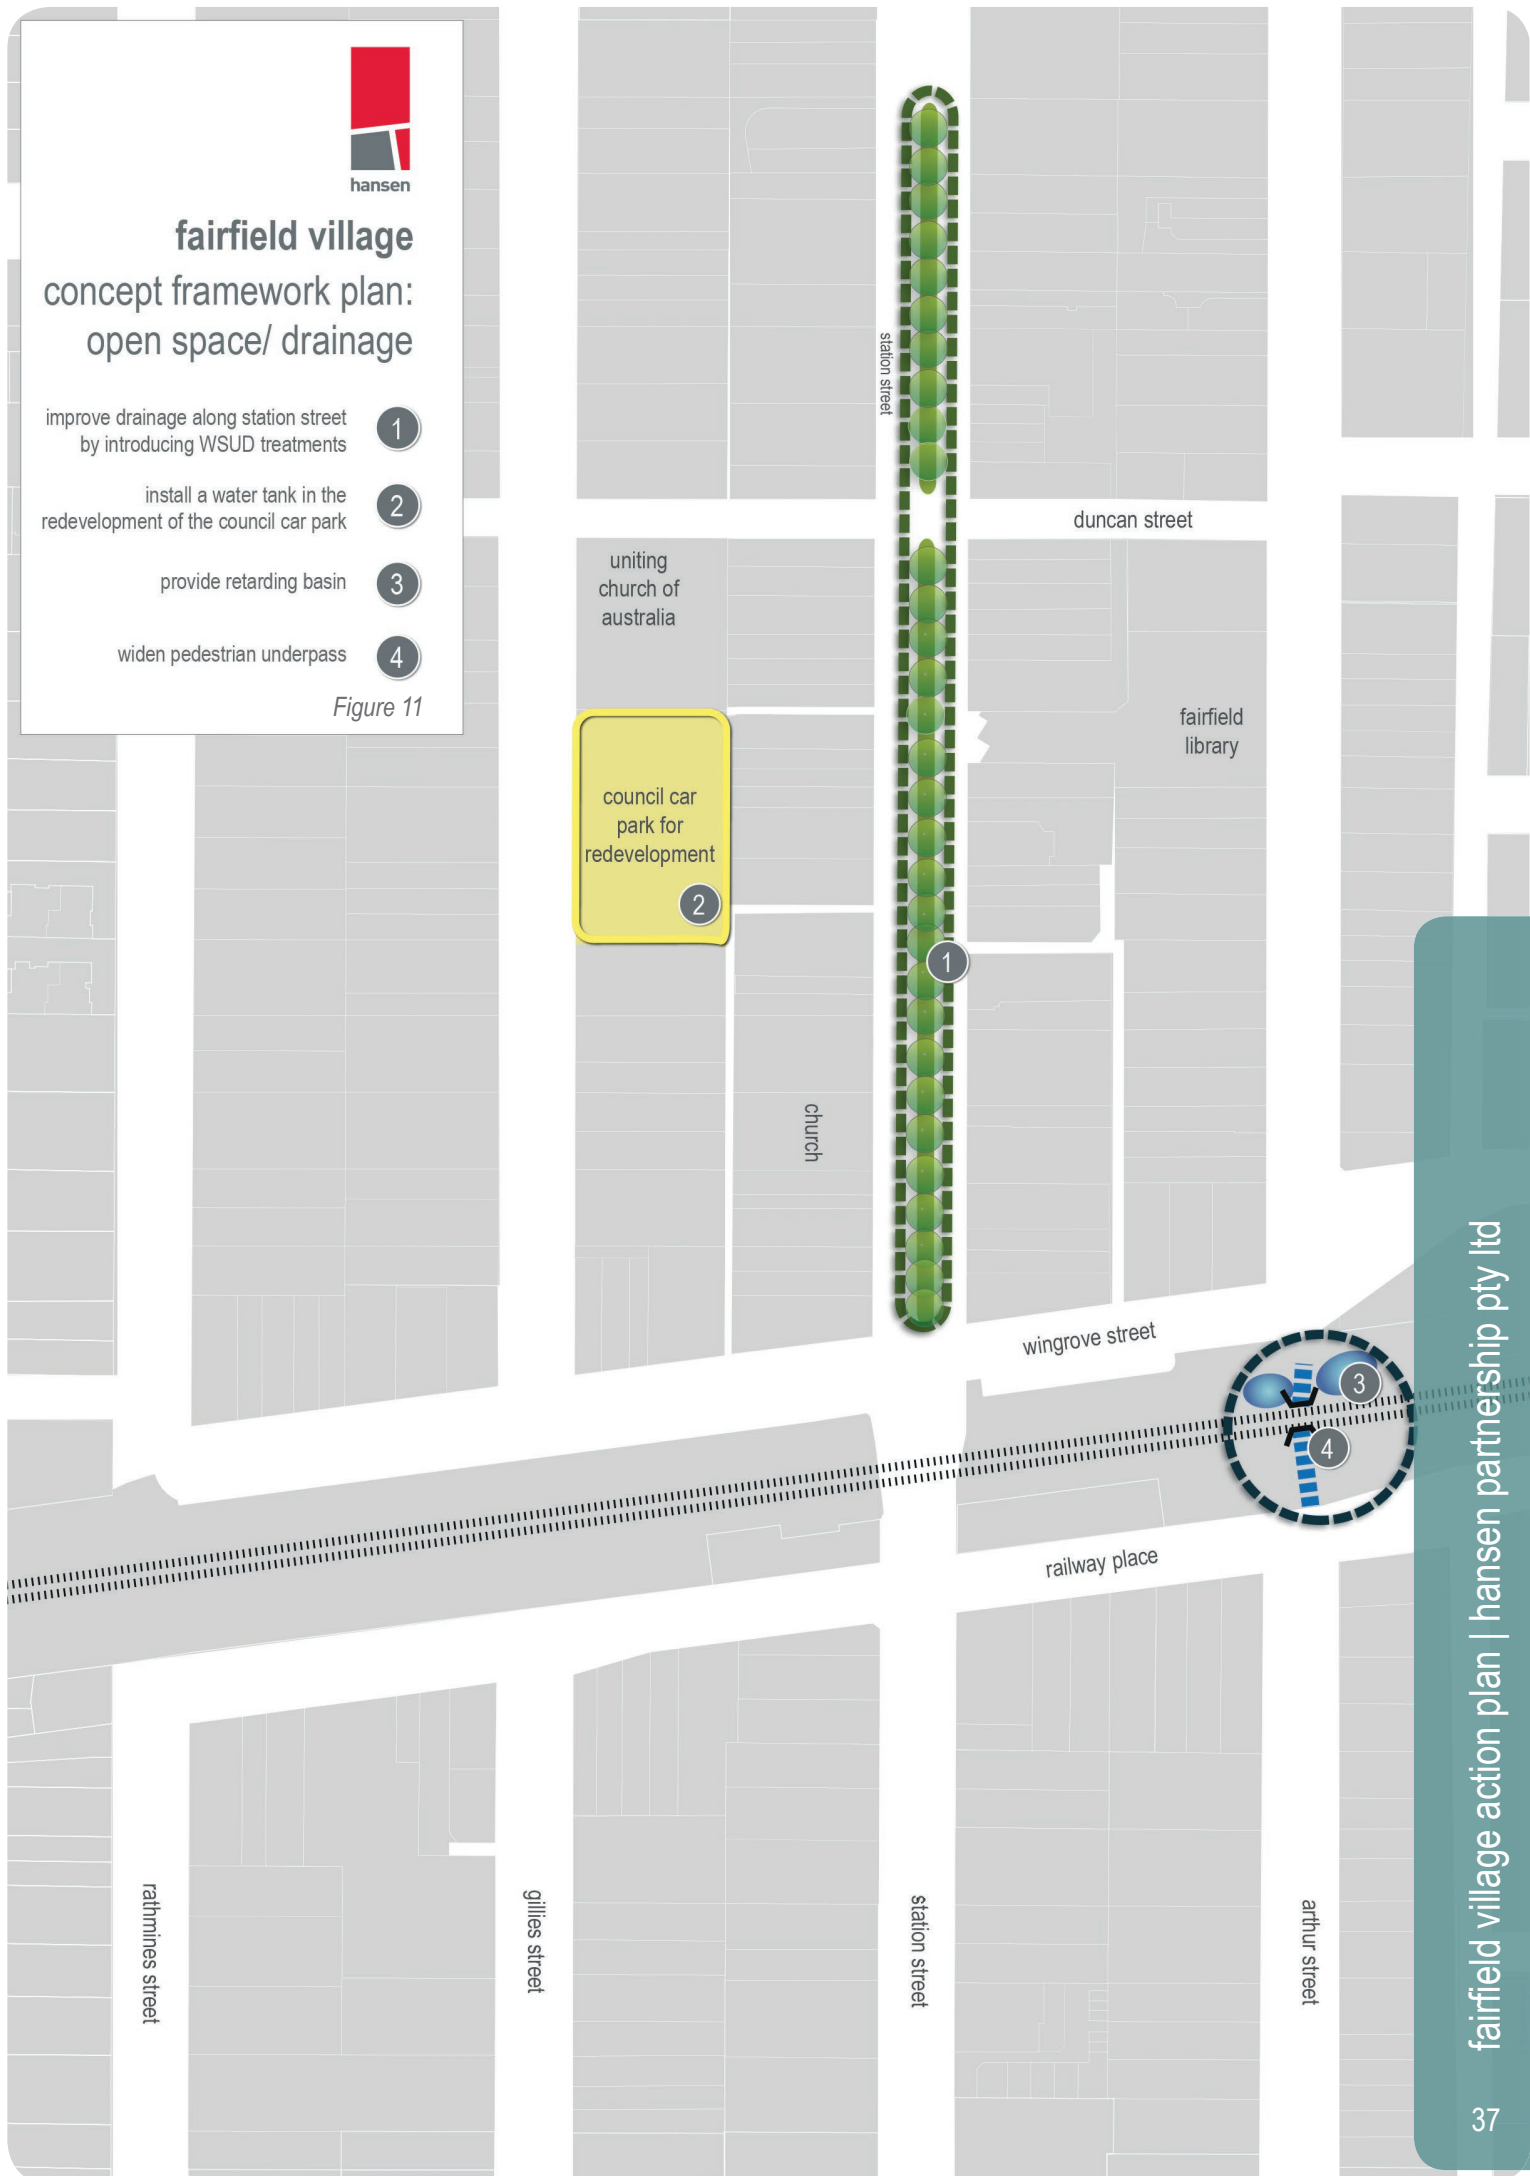 hansen
fairfield village
concept framework plan:
open space/ drainage
improve drainage along station street
by introducing WSUD treatments
1
install a water tank in the
redevelopment of the council car park
2
provide retarding basin
3
widen pedestrian underpass
4
Figure 11
station street
duncan street
uniting
church of
australia
fairfield
library
council car
park for
redevelopment
2
1
church
wingrove street
3
4
railway place
rathmines street
gillies street
station street
arthur street
fairfield village action plan | hansen partnership pty ltd
37